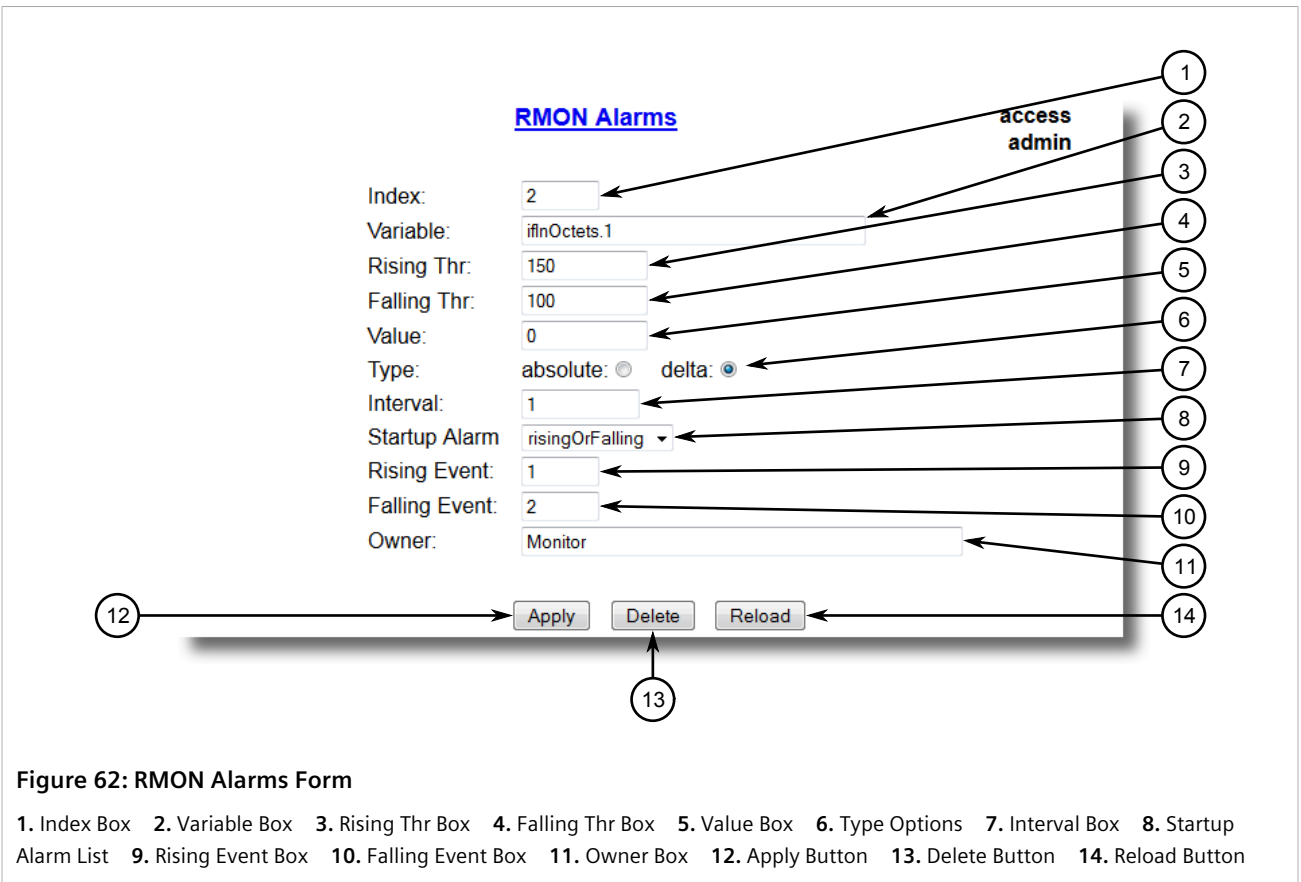 1
RMON Alarms
access
admin
2
3
Index: 2
Variable: ifInOctets.1
4
Rising Thr: 150
5
Falling Thr: 100
6
Value: 0
Type: absolute: delta:
7
Interval: 1
8
Startup Alarm risingOrFalling
9
Rising Event: 1
10
Falling Event: 2
11
Owner: Monitor
12
Apply Delete Reload
14
13
Figure 62: RMON Alarms Form
1. Index Box 2. Variable Box 3. Rising Thr Box 4. Falling Thr Box 5. Value Box 6. Type Options 7. Interval Box 8. Startup
Alarm List 9. Rising Event Box 10. Falling Event Box 11. Owner Box 12. Apply Button 13. Delete Button 14. Reload Button